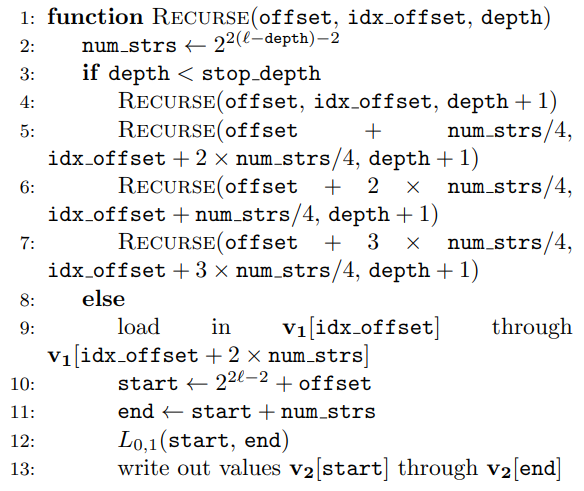 1: function RECURSE(offset, idx_offset, depth)
2: num_strs ← 2^{2(ℓ−depth)−2}
3: if depth < stop_depth
4: RECURSE(offset, idx_offset, depth + 1)
5: RECURSE(offset + num_strs/4,
idx_offset + 2 × num_strs/4, depth + 1)
6: RECURSE(offset + 2 × num_strs/4,
idx_offset + num_strs/4, depth + 1)
7: RECURSE(offset + 3 × num_strs/4,
idx_offset + 3 × num_strs/4, depth + 1)
8: else
9: load in v₁[idx_offset] through
v₁[idx_offset + 2 × num_strs]
10: start ← 2^{2ℓ−2} + offset
11: end ← start + num_strs
12: L₀,₁(start, end)
13: write out values v₂[start] through v₂[end]